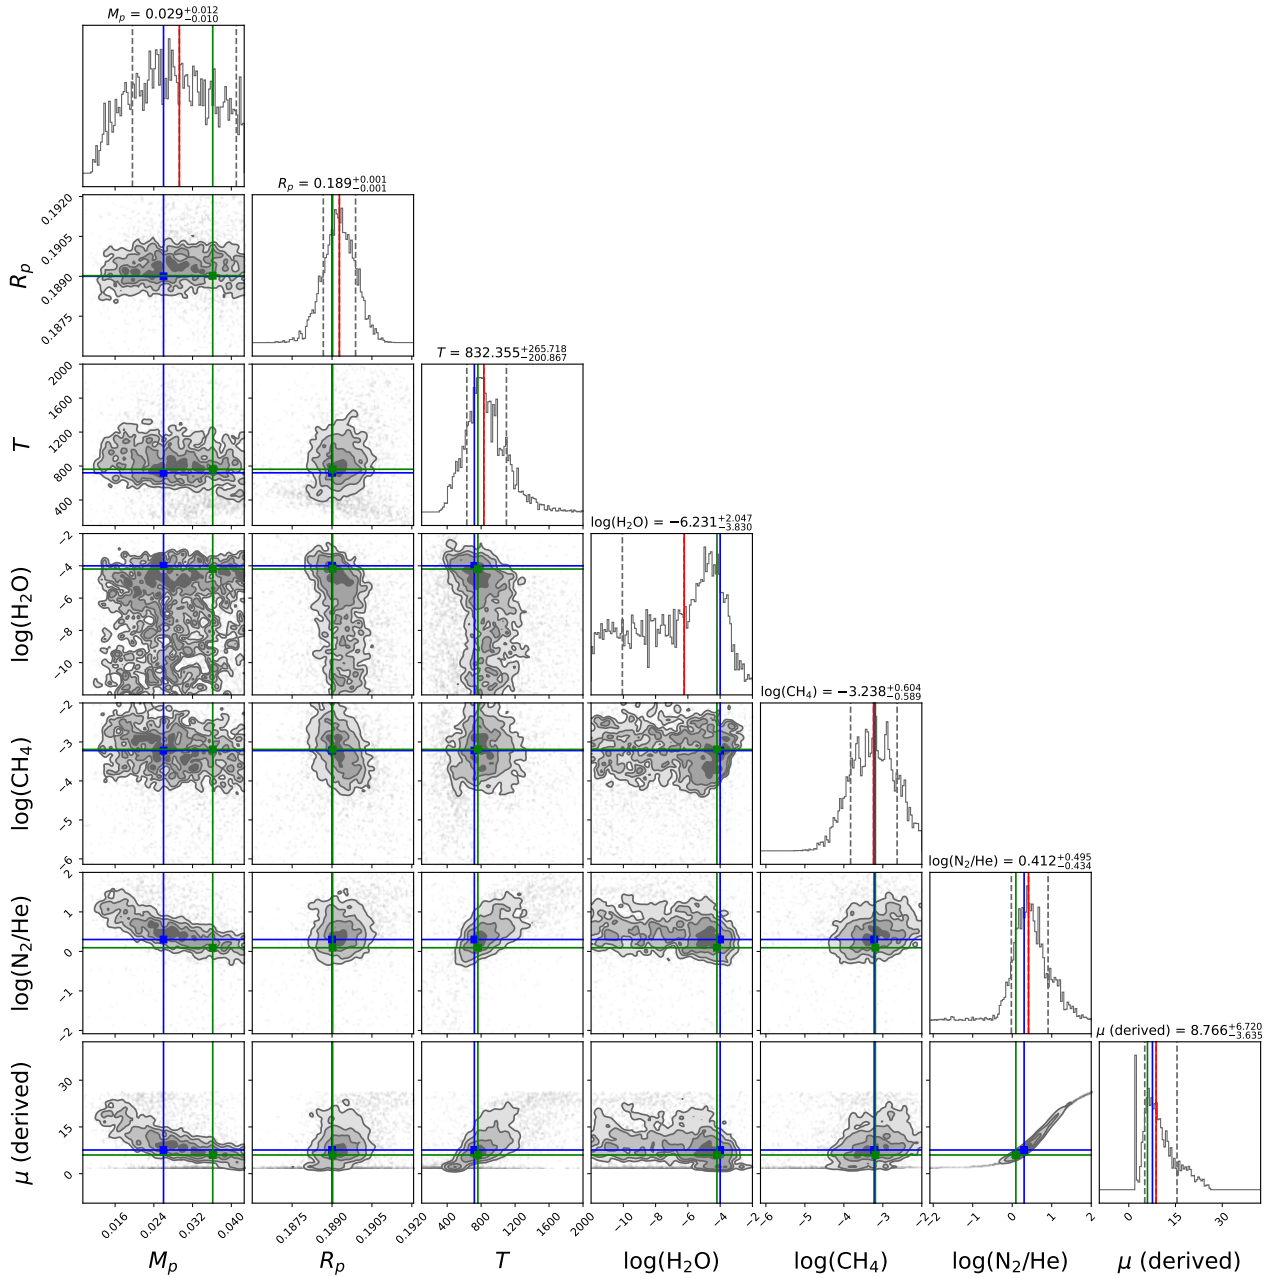 M_p = 0.029^{+0.012}_{-0.010}
R_p = 0.189^{+0.001}_{-0.001}
0.1920
0.1905
0.1890
0.1875
R_p
T = 832.355^{+265.718}_{-200.867}
2000
1600
1200
800
400
T
log(H₂O) = −6.231^{+2.047}_{−3.830}
−2
−4
−6
−8
−10
log(H₂O)
log(CH₄) = −3.238^{+0.604}_{−0.589}
−2
−3
−4
−5
−6
log(CH₄)
log(N₂/He) = 0.412^{+0.495}_{−0.434}
2
1
0
−1
−2
log(N₂/He)
μ (derived) = 8.766^{+6.720}_{−3.635}
30
15
0
μ (derived)
0.016 0.024 0.032 0.040
0.1875 0.1890 0.1905 0.1920
400 800 1200 1600 2000
−10 −8 −6 −4 −2
−6 −5 −4 −3 −2
−2 −1 0 1 2
0 15 30
M_p R_p T log(H₂O) log(CH₄) log(N₂/He) μ (derived)